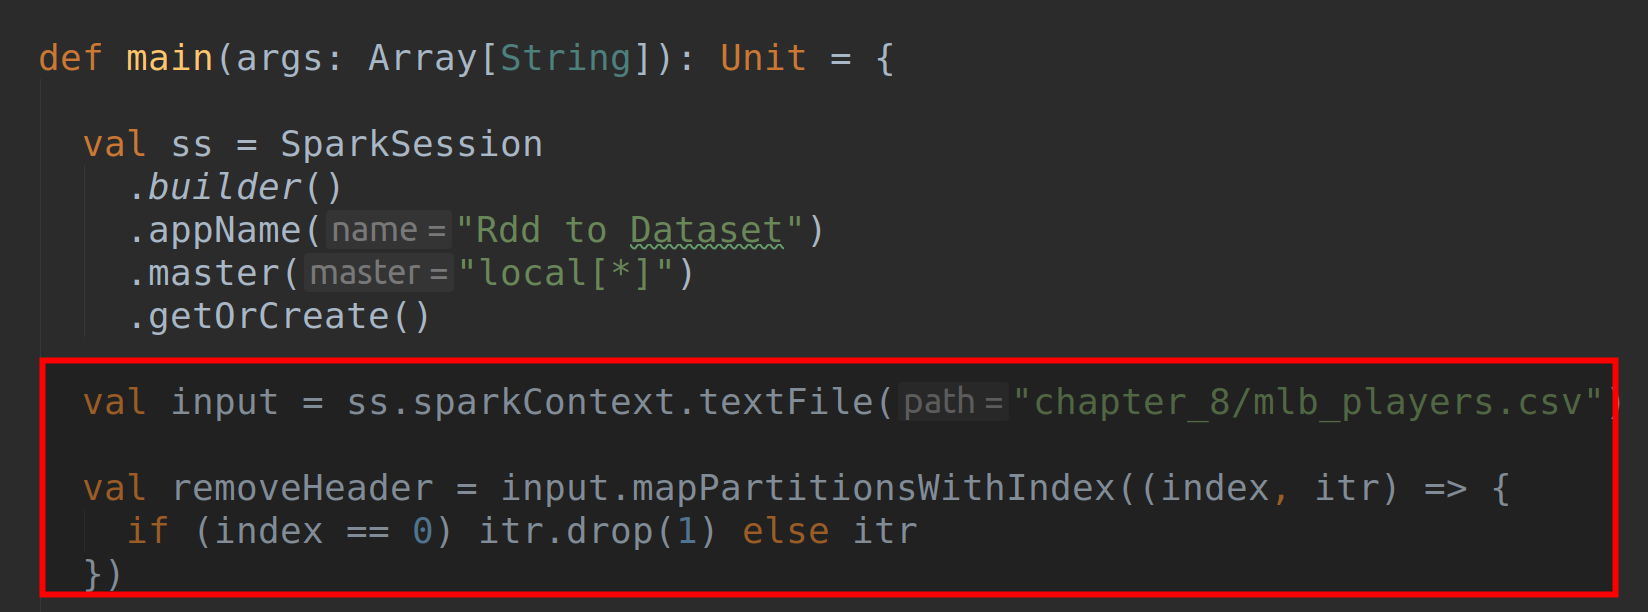 def main(args: Array[String]): Unit = {
val ss = SparkSession
.builder()
.appName( name = "Rdd to Dataset")
.master( master = "local[*]")
.getOrCreate()
val input = ss.sparkContext.textFile( path = "chapter_8/mlb_players.csv")
val removeHeader = input.mapPartitionsWithIndex((index, itr) => {
if (index == 0) itr.drop(1) else itr
})